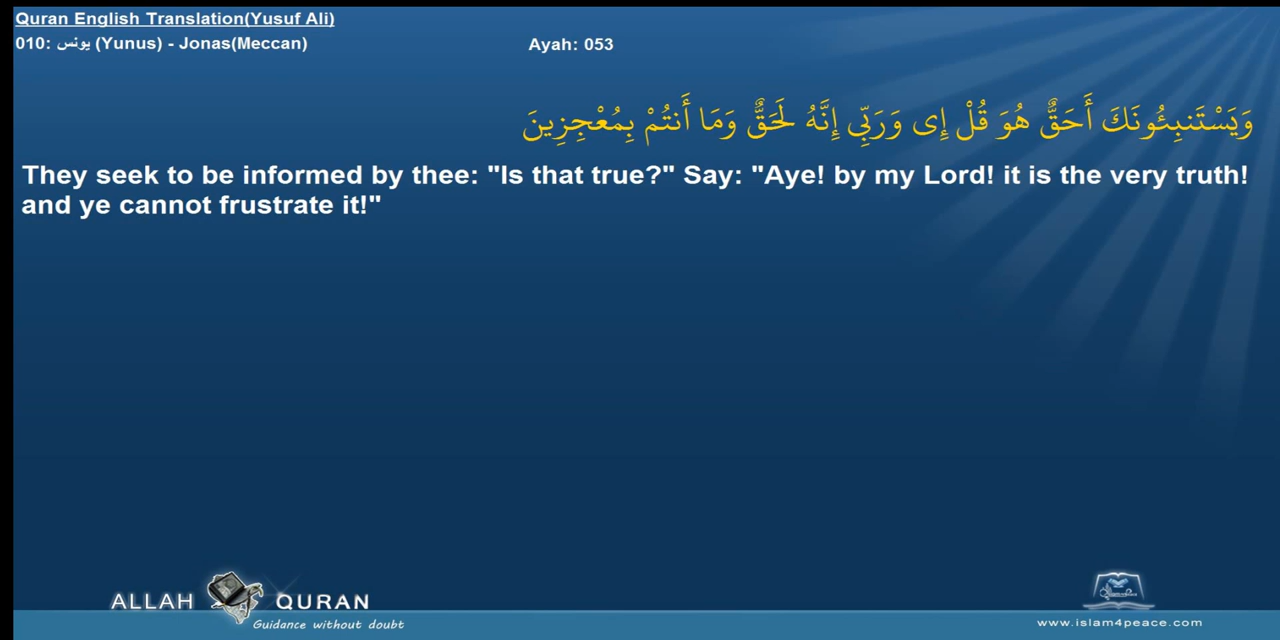 Quran English Translation(Yusuf Ali)
010: يونس (Yunus) - Jonas(Meccan)
Ayah: 053
وَيَسْتَنبِئُونَكَ أَحَقٌّ هُوَ قُلْ إِى وَرَبِّى إِنَّهُ لَحَقٌّ وَمَا أَنتُمْ بِمُعْجِزِينَ
They seek to be informed by thee: "Is that true?" Say: "Aye! by my Lord! it is the very truth!
and ye cannot frustrate it!"
ALLAH QURAN
Guidance without doubt
www.islam4peace.com